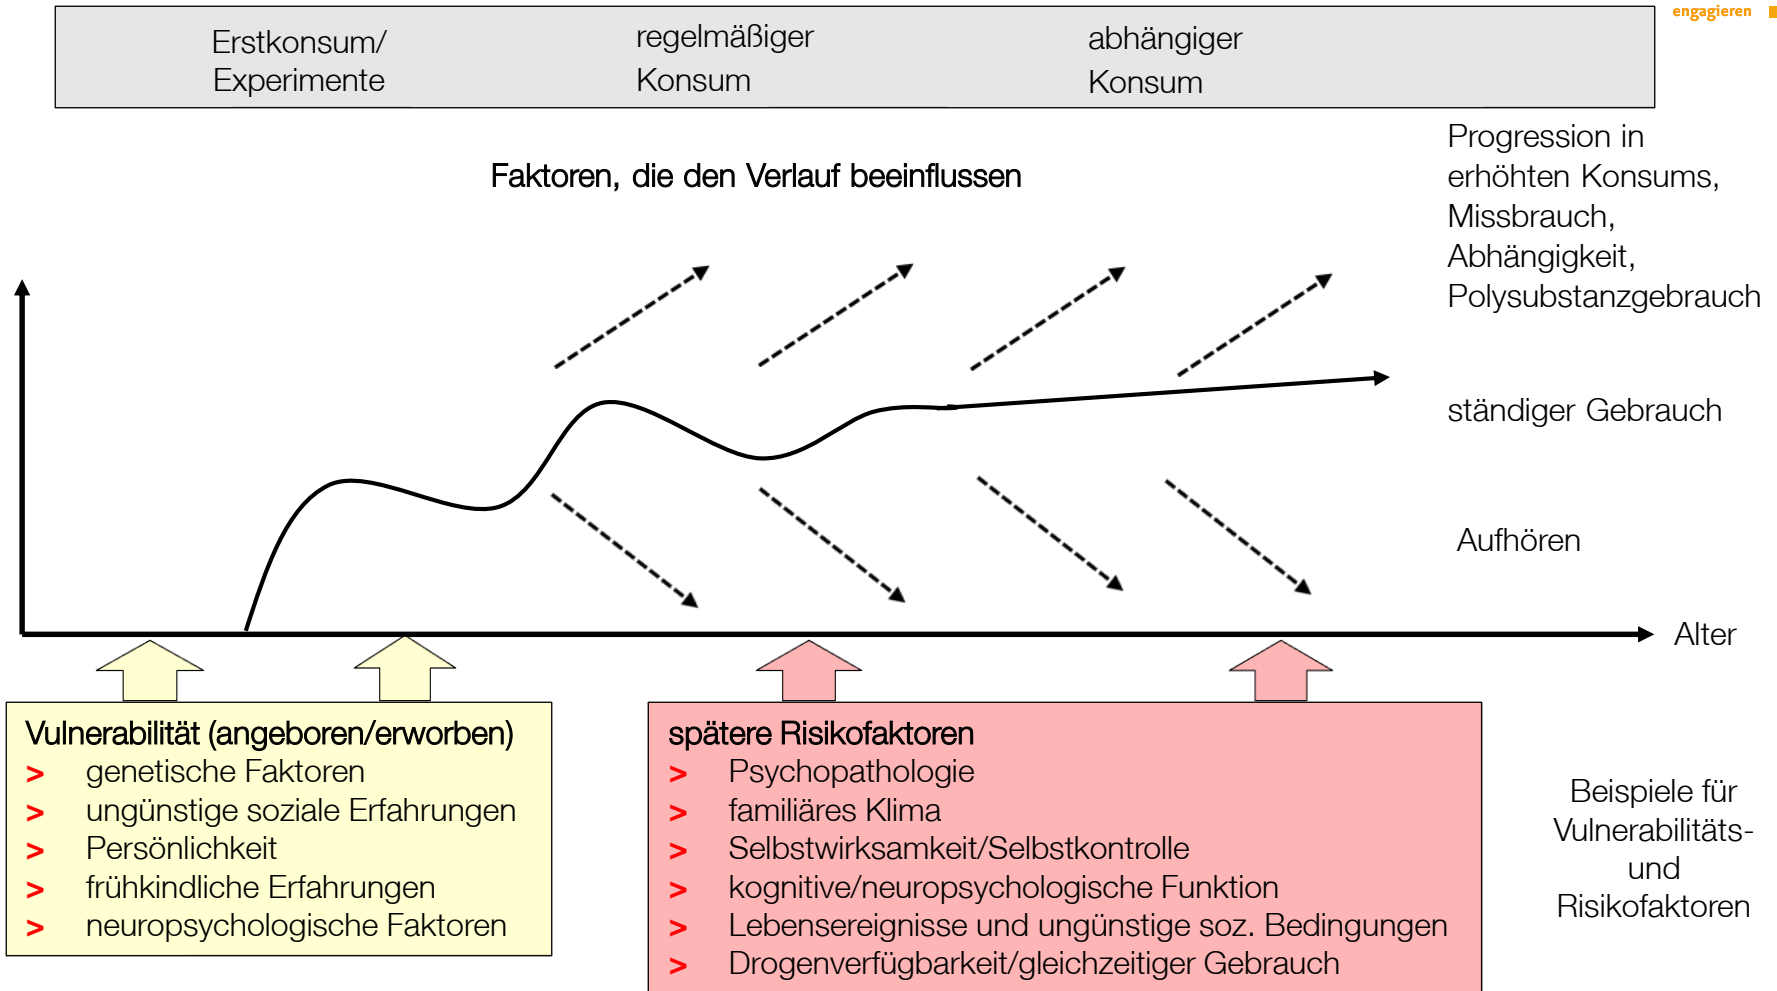 engagieren
Erstkonsum/
Experimente
regelmäßiger
Konsum
abhängiger
Konsum
Faktoren, die den Verlauf beeinflussen
Progression in
erhöhten Konsums,
Missbrauch,
Abhängigkeit,
Polysubstanzgebrauch
ständiger Gebrauch
Aufhören
Alter
Vulnerabilität (angeboren/erworben)
> genetische Faktoren
> ungünstige soziale Erfahrungen
> Persönlichkeit
> frühkindliche Erfahrungen
> neuropsychologische Faktoren
spätere Risikofaktoren
> Psychopathologie
> familiäres Klima
> Selbstwirksamkeit/Selbstkontrolle
> kognitive/neuropsychologische Funktion
> Lebensereignisse und ungünstige soz. Bedingungen
> Drogenverfügbarkeit/gleichzeitiger Gebrauch
Beispiele für
Vulnerabilitäts-
und
Risikofaktoren